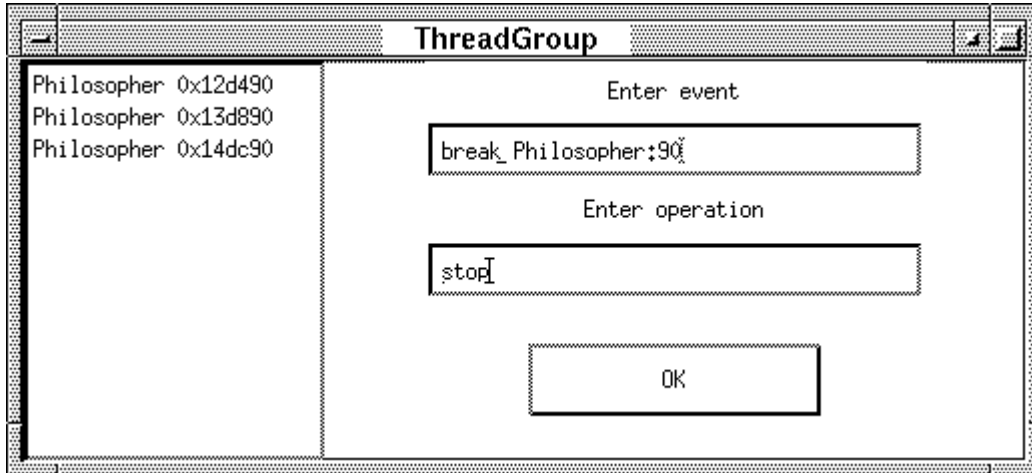 ThreadGroup
Philosopher 0x12d490
Philosopher 0x13d890
Philosopher 0x14dc90
Enter event
break_Philosopher:90
Enter operation
stop
OK